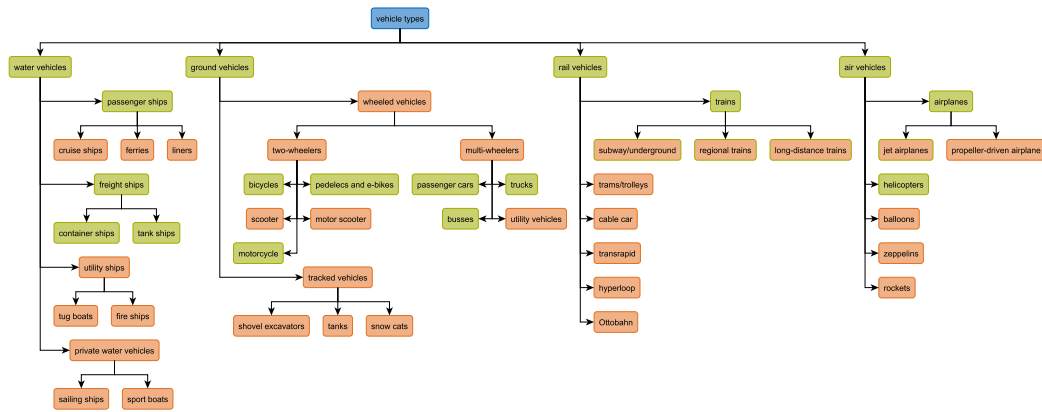 vehicle types
water vehicles
ground vehicles
rail vehicles
air vehicles
passenger ships
wheeled vehicles
trains
airplanes
cruise ships
ferries
liners
two-wheelers
multi-wheelers
subway/underground
regional trains
long-distance trains
jet airplanes
propeller-driven airplane
freight ships
bicycles
pedelecs and e-bikes
passenger cars
trucks
trams/trolleys
helicopters
container ships
tank ships
scooter
motor scooter
busses
utility vehicles
cable car
balloons
motorcycle
transrapid
zeppelins
utility ships
tracked vehicles
hyperloop
rockets
tug boats
fire ships
shovel excavators
tanks
snow cats
Ottobahn
private water vehicles
sailing ships
sport boats